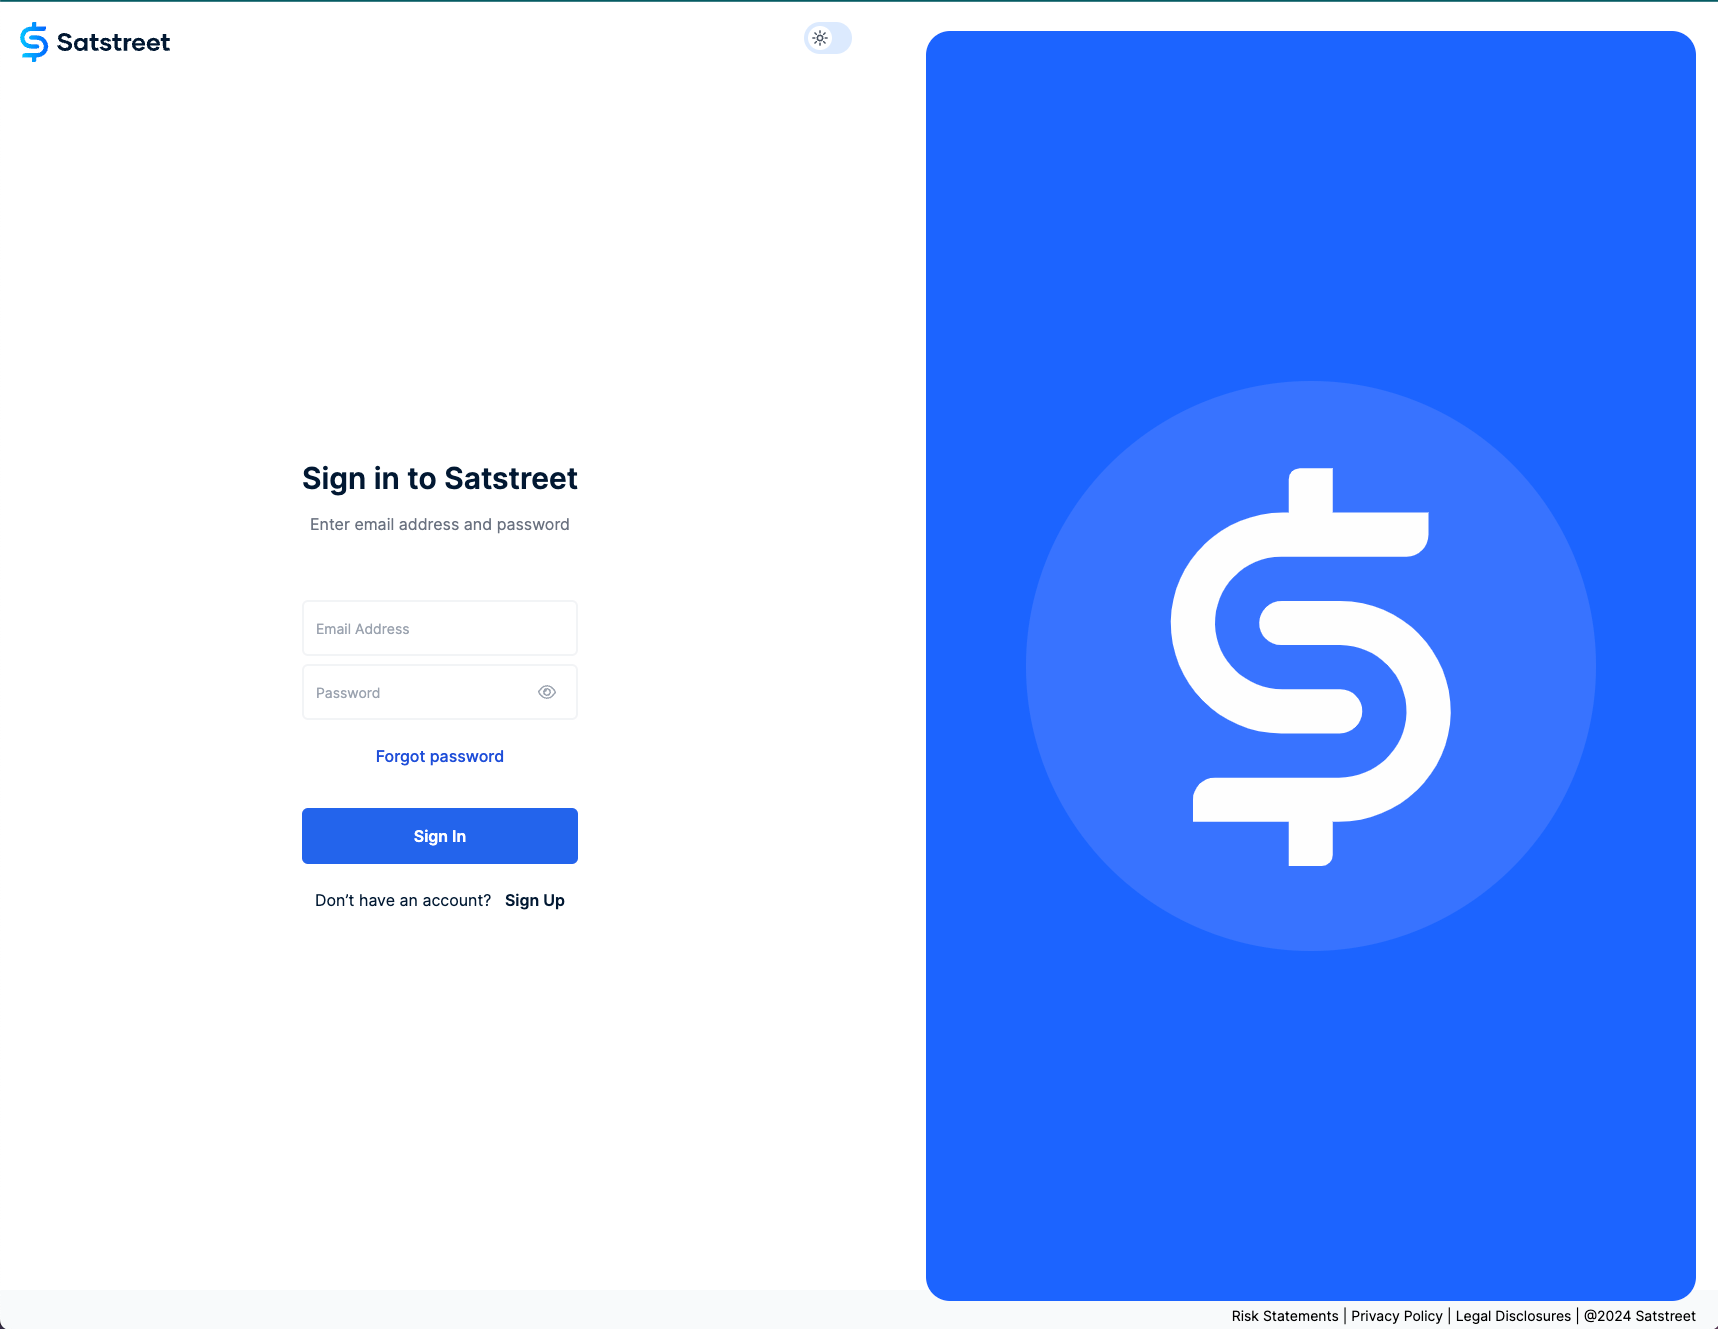 Satstreet
Sign in to Satstreet
Enter email address and password
Email Address
Password
Forgot password
Sign In
Don’t have an account? Sign Up
Risk Statements | Privacy Policy | Legal Disclosures | @2024 Satstreet